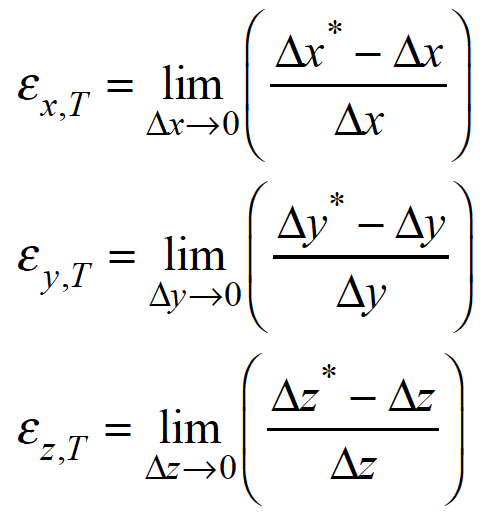 ε_{x,T} = lim_{Δx→0} ( (Δx* − Δx) / Δx )
ε_{y,T} = lim_{Δy→0} ( (Δy* − Δy) / Δy )
ε_{z,T} = lim_{Δz→0} ( (Δz* − Δz) / Δz )